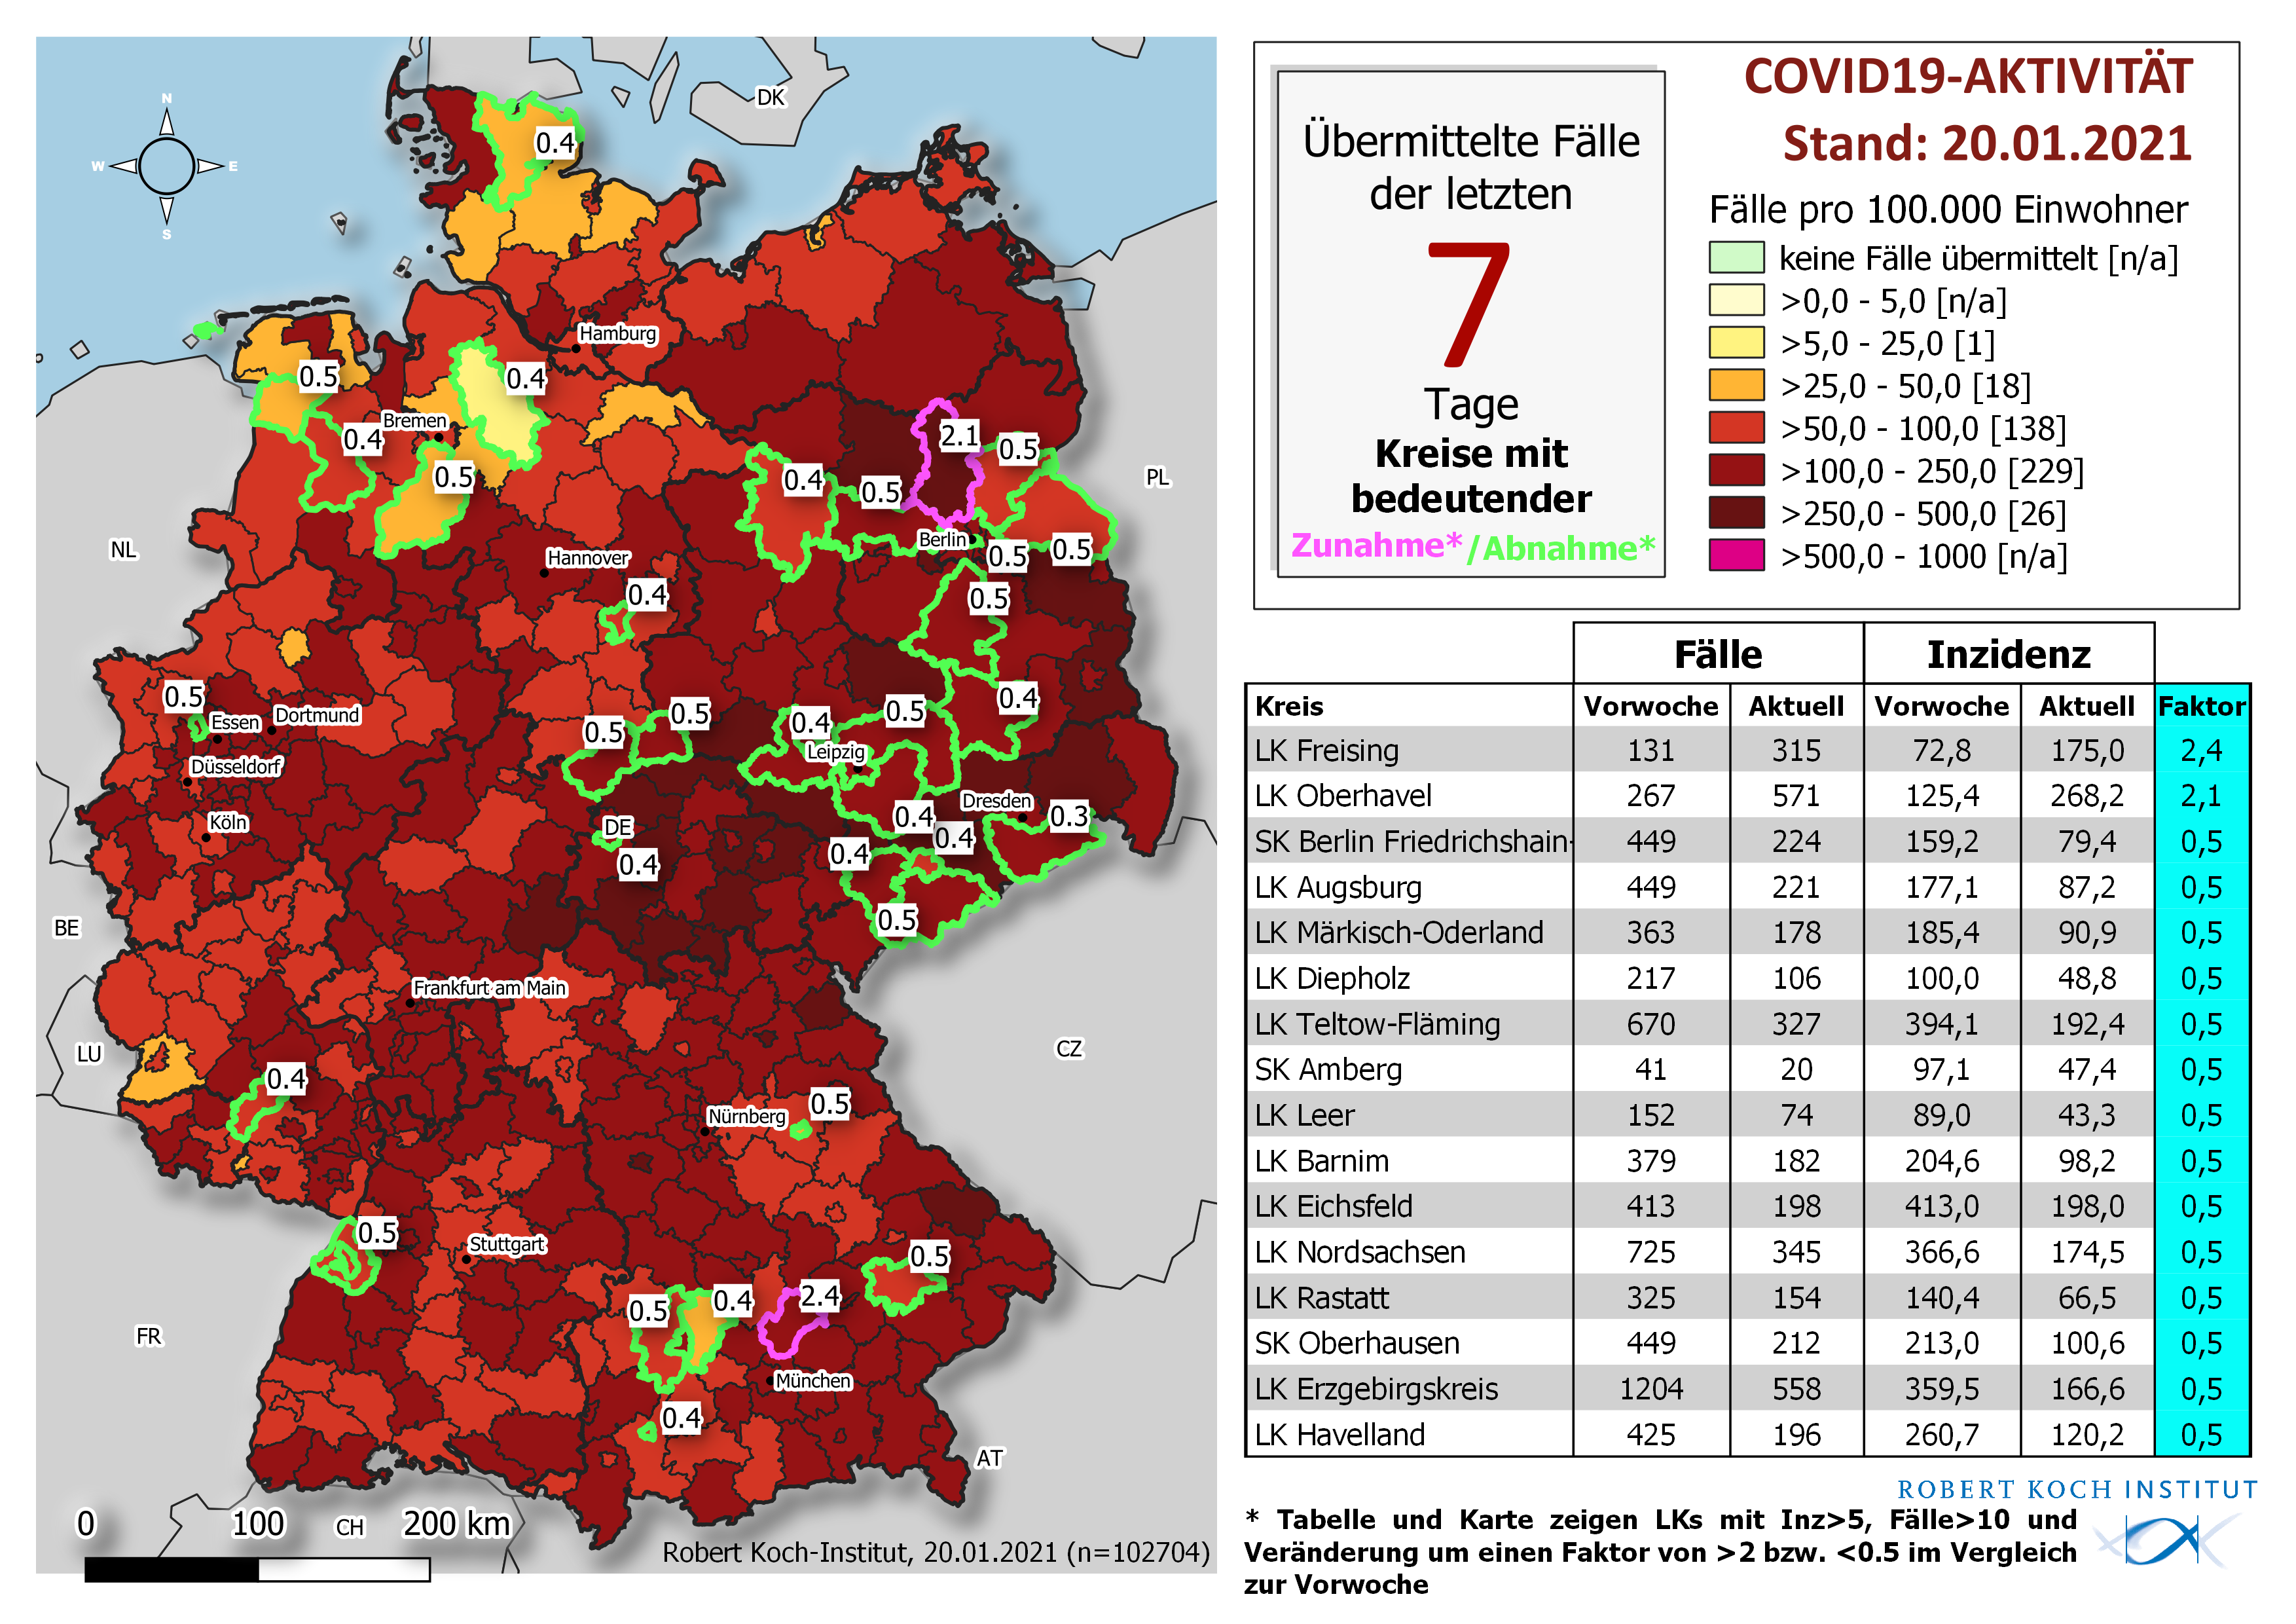 N
W
E
S
DK
0.4
Hamburg
0.5
0.4
0.4
Bremen
0.5
2.1
0.5
0.4
0.5
PL
NL
Berlin
0.5
0.5
Hannover
0.4
0.5
0.5
Essen
Dortmund
0.4
0.5
0.5
0.4
0.5
Leipzig
Düsseldorf
Dresden
0.3
0.4
Köln
DE
0.4
0.4
0.4
0.5
BE
Frankfurt am Main
LU
CZ
0.4
Nürnberg
0.5
0.5
Stuttgart
0.5
2.4
0.4
0.5
FR
München
0.4
AT
0 100 200 km
CH
Robert Koch-Institut, 20.01.2021 (n=102704)
Übermittelte Fälle
der letzten
7
Tage
Kreise mit
bedeutender
Zunahme*/Abnahme*
COVID19-AKTIVITÄT
Stand: 20.01.2021
Fälle pro 100.000 Einwohner
keine Fälle übermittelt [n/a]
>0,0 - 5,0 [n/a]
>5,0 - 25,0 [1]
>25,0 - 50,0 [18]
>50,0 - 100,0 [138]
>100,0 - 250,0 [229]
>250,0 - 500,0 [26]
>500,0 - 1000 [n/a]
Fälle Inzidenz
Kreis Vorwoche Aktuell Vorwoche Aktuell Faktor
LK Freising 131 315 72,8 175,0 2,4
LK Oberhavel 267 571 125,4 268,2 2,1
SK Berlin Friedrichshain- 449 224 159,2 79,4 0,5
LK Augsburg 449 221 177,1 87,2 0,5
LK Märkisch-Oderland 363 178 185,4 90,9 0,5
LK Diepholz 217 106 100,0 48,8 0,5
LK Teltow-Fläming 670 327 394,1 192,4 0,5
SK Amberg 41 20 97,1 47,4 0,5
LK Leer 152 74 89,0 43,3 0,5
LK Barnim 379 182 204,6 98,2 0,5
LK Eichsfeld 413 198 413,0 198,0 0,5
LK Nordsachsen 725 345 366,6 174,5 0,5
LK Rastatt 325 154 140,4 66,5 0,5
SK Oberhausen 449 212 213,0 100,6 0,5
LK Erzgebirgskreis 1204 558 359,5 166,6 0,5
LK Havelland 425 196 260,7 120,2 0,5
ROBERT KOCH INSTITUT
* Tabelle und Karte zeigen LKs mit Inz>5, Fälle>10 und
Veränderung um einen Faktor von >2 bzw. <0.5 im Vergleich
zur Vorwoche